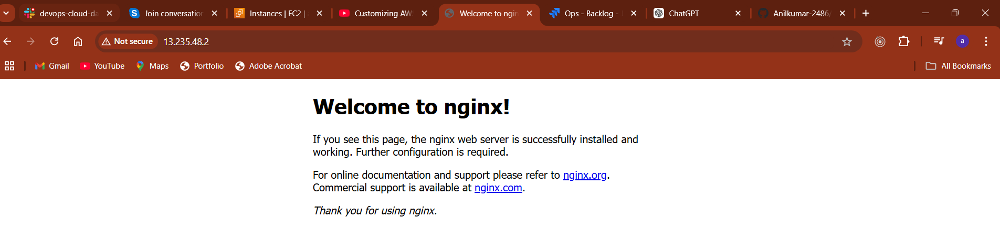 devops-cloud-da
Join conversation
Instances | EC2 |
Customizing AW
Welcome to ngin
Ops - Backlog - J
ChatGPT
Anilkumar-2486/
Not secure
13.235.48.2
a
Gmail
YouTube
Maps
Portfolio
Adobe Acrobat
All Bookmarks
Welcome to nginx!
If you see this page, the nginx web server is successfully installed and
working. Further configuration is required.
For online documentation and support please refer to nginx.org.
Commercial support is available at nginx.com.
Thank you for using nginx.